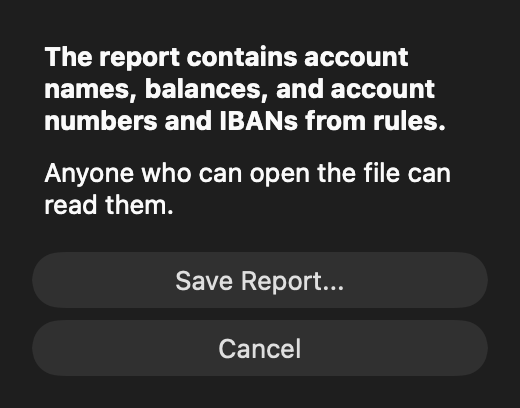 The report contains account
names, balances, and account
numbers and IBANs from rules.
Anyone who can open the file can
read them.
Save Report...
Cancel